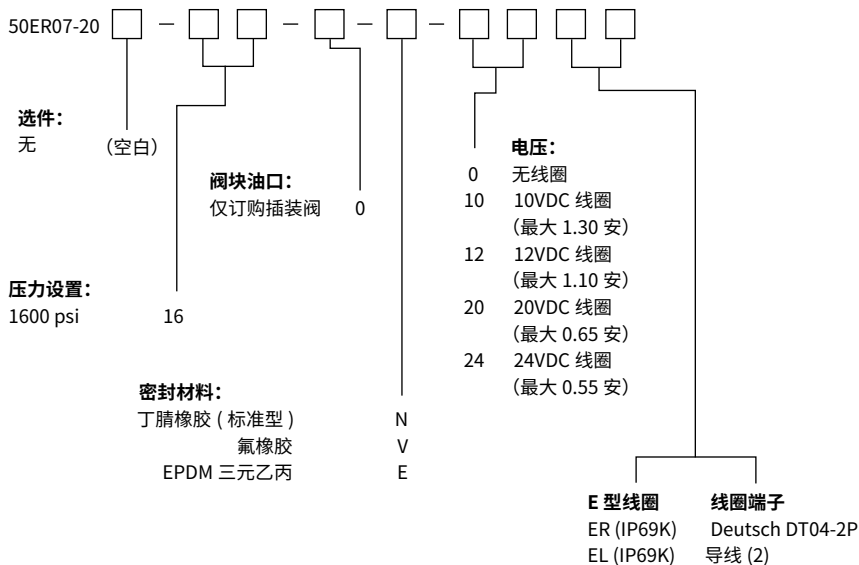 50ER07-20
选件：
无 （空白）
阀块油口：
仅订购插装阀 0
压力设置：
1600 psi 16
密封材料：
丁腈橡胶 ( 标准型 ) N
氟橡胶 V
EPDM 三元乙丙 E
电压：
0 无线圈
10 10VDC 线圈
（最大 1.30 安）
12 12VDC 线圈
（最大 1.10 安）
20 20VDC 线圈
（最大 0.65 安）
24 24VDC 线圈
（最大 0.55 安）
E 型线圈 线圈端子
ER (IP69K) Deutsch DT04-2P
EL (IP69K) 导线 (2)